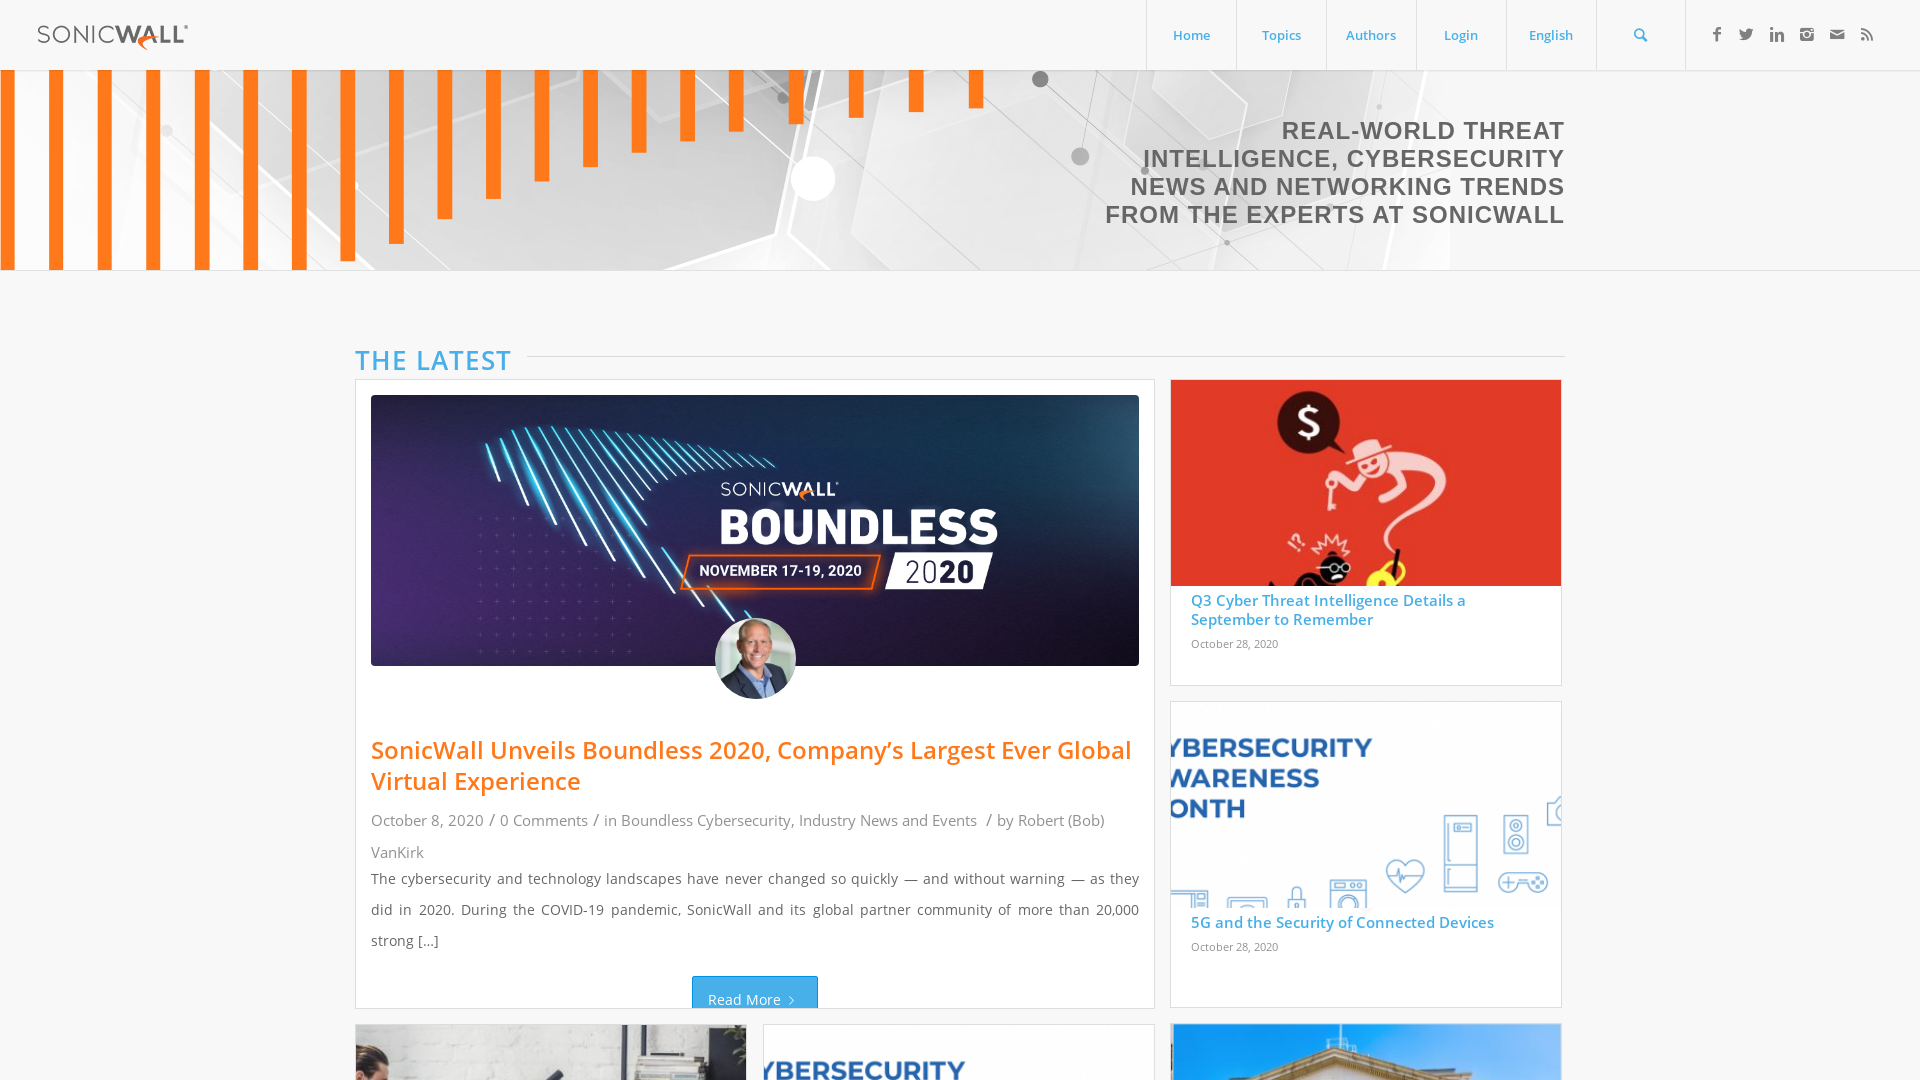 SONICWALL
Home
Topics
Authors
Login
English
REAL-WORLD THREAT
INTELLIGENCE, CYBERSECURITY
NEWS AND NETWORKING TRENDS
FROM THE EXPERTS AT SONICWALL
THE LATEST
SONICWALL
BOUNDLESS
NOVEMBER 17-19, 2020
2020
SonicWall Unveils Boundless 2020, Company’s Largest Ever Global
Virtual Experience
October 8, 2020 / 0 Comments / in Boundless Cybersecurity, Industry News and Events / by Robert (Bob)
VanKirk
The cybersecurity and technology landscapes have never changed so quickly — and without warning — as they
did in 2020. During the COVID-19 pandemic, SonicWall and its global partner community of more than 20,000
strong [...]
Read More
$
!?
Q3 Cyber Threat Intelligence Details a
September to Remember
October 28, 2020
YBERSECURITY
WARENESS
ONTH
5G and the Security of Connected Devices
October 28, 2020
YBERSECURITY